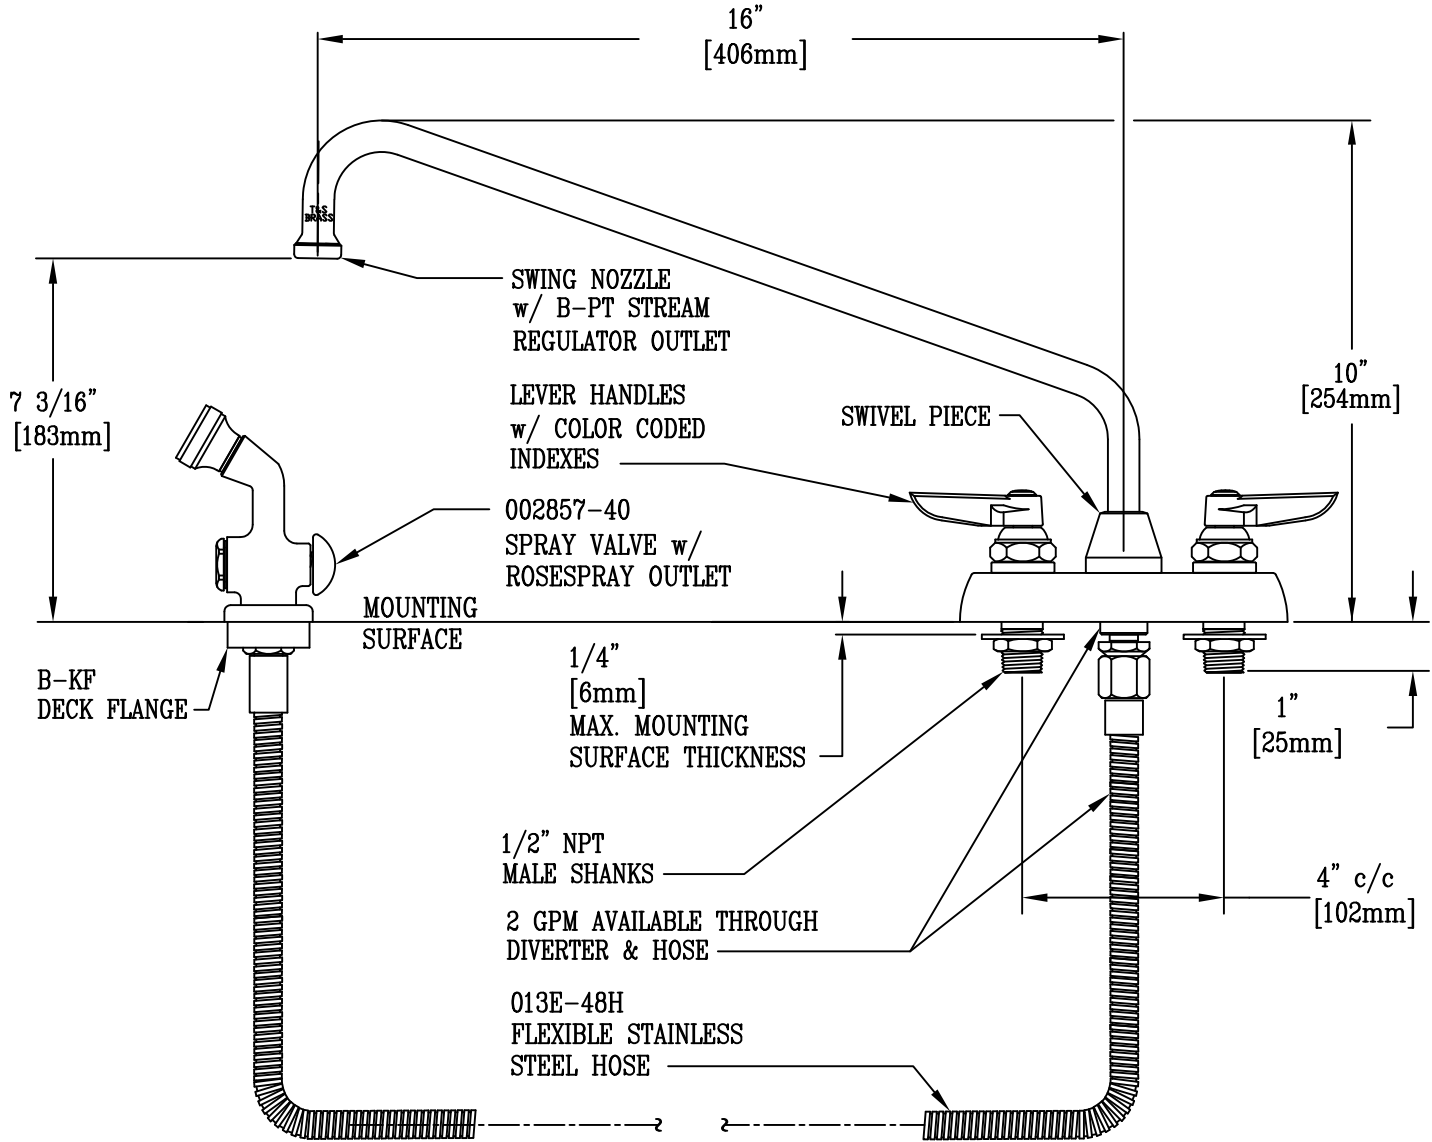 16"
[406mm]
T&S
BRASS
SWING NOZZLE
w/ B-PT STREAM
REGULATOR OUTLET
10"
[254mm]
7 3/16"
[183mm]
LEVER HANDLES
w/ COLOR CODED
INDEXES
SWIVEL PIECE
002857-40
SPRAY VALVE w/
ROSESPRAY OUTLET
MOUNTING
SURFACE
B-KF
DECK FLANGE
1/4"
[6mm]
MAX. MOUNTING
SURFACE THICKNESS
1"
[25mm]
1/2" NPT
MALE SHANKS
4" c/c
[102mm]
2 GPM AVAILABLE THROUGH
DIVERTER & HOSE
013E-48H
FLEXIBLE STAINLESS
STEEL HOSE